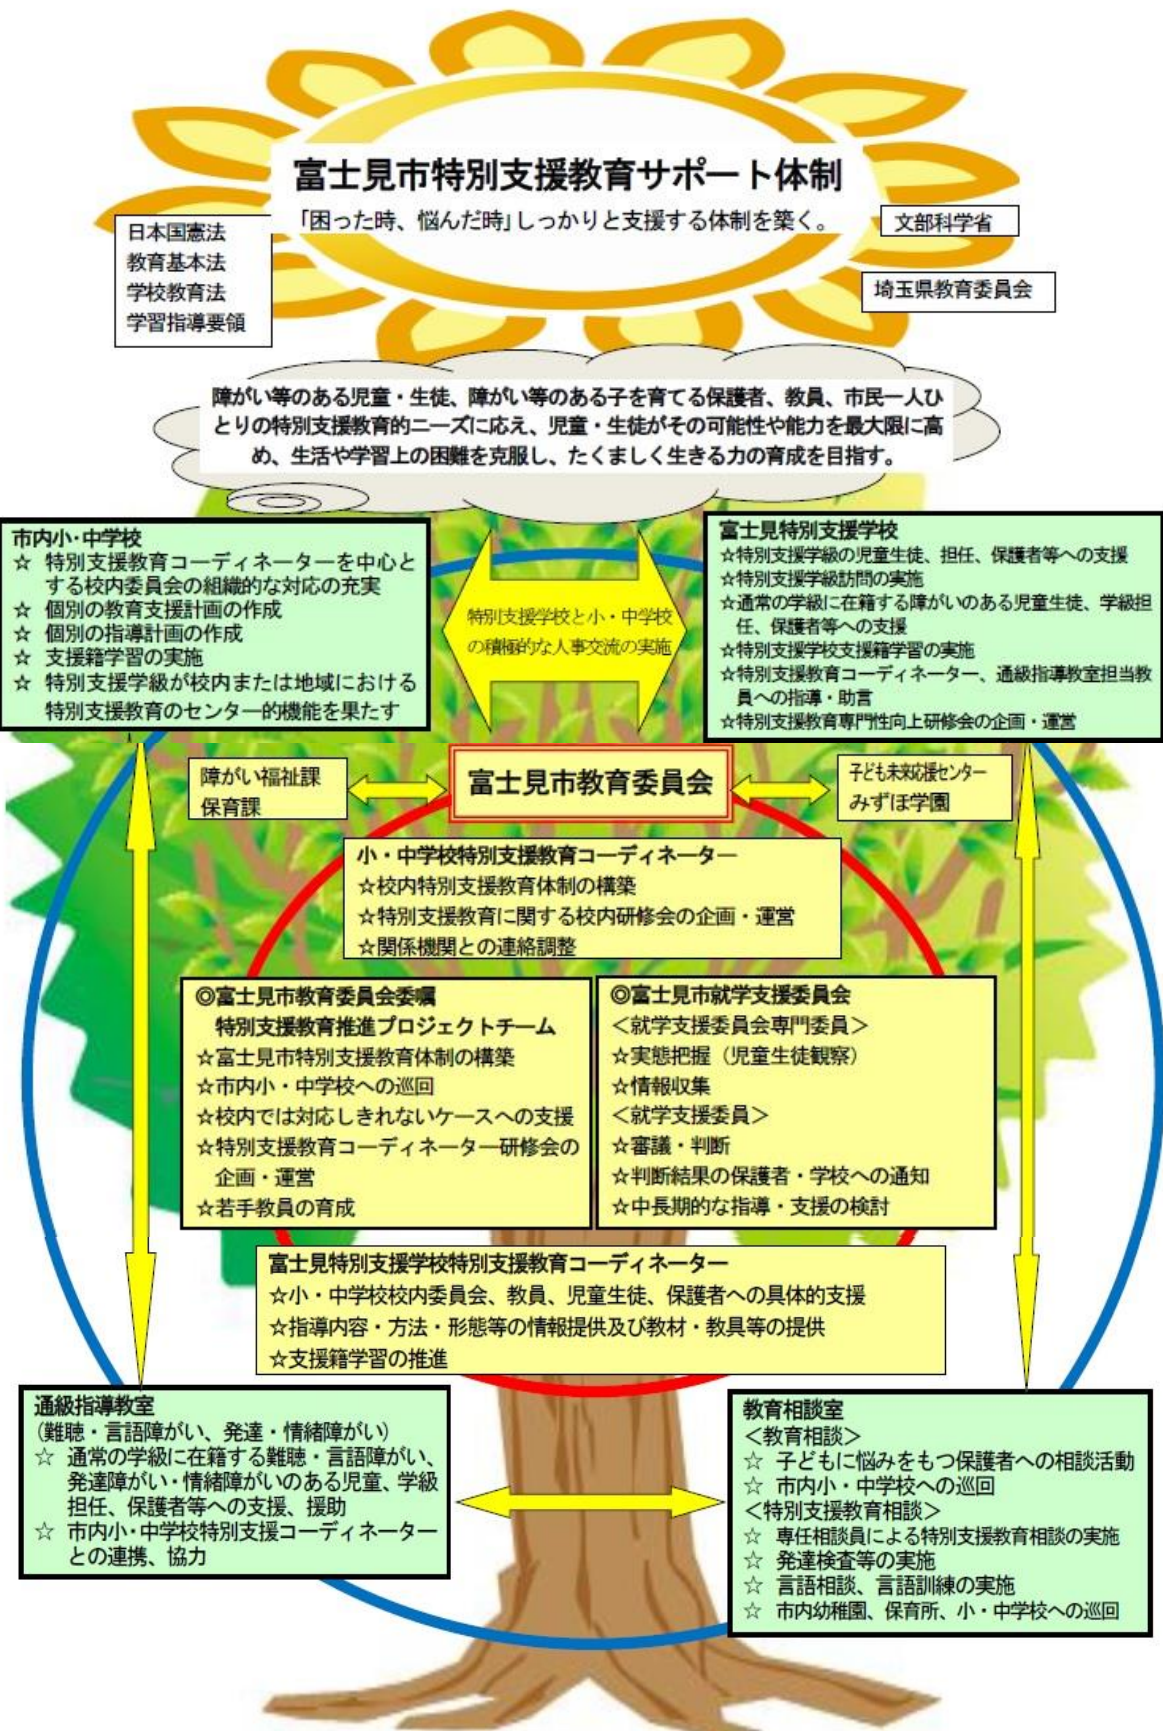 富士見市特別支援教育サポート体制
「困った時、悩んだ時」しっかりと支援する体制を築く。
日本国憲法
教育基本法
学校教育法
学習指導要領
文部科学省
埼玉県教育委員会
障がい等のある児童・生徒、障がい等のある子を育てる保護者、教員、市民一人ひ
とりの特別支援教育的ニーズに応え、児童・生徒がその可能性や能力を最大限に高
め、生活や学習上の困難を克服し、たくましく生きる力の育成を目指す。
市内小・中学校
☆ 特別支援教育コーディネーターを中心と
する校内委員会の組織的な対応の充実
☆ 個別の教育支援計画の作成
☆ 個別の指導計画の作成
☆ 支援籍学習の実施
☆ 特別支援学級が校内または地域における
特別支援教育のセンター的機能を果たす
特別支援学校と小・中学校
の積極的な人事交流の実施
富士見特別支援学校
☆特別支援学級の児童生徒、担任、保護者等への支援
☆特別支援学級訪問の実施
☆通常の学級に在籍する障がいのある児童生徒、学級担
任、保護者等への支援
☆特別支援学校支援籍学習の実施
☆特別支援教育コーディネーター、通級指導教室担当教
員への指導・助言
☆特別支援教育専門性向上研修会の企画・運営
障がい福祉課
保育課
富士見市教育委員会
子ども未来応援センター
みずほ学園
小・中学校特別支援教育コーディネーター
☆校内特別支援教育体制の構築
☆特別支援教育に関する校内研修会の企画・運営
☆関係機関との連絡調整
◎富士見市教育委員会委嘱
特別支援教育推進プロジェクトチーム
☆富士見市特別支援教育体制の構築
☆市内小・中学校への巡回
☆校内では対応しきれないケースへの支援
☆特別支援教育コーディネーター研修会の
企画・運営
☆若手教員の育成
◎富士見市就学支援委員会
＜就学支援委員会専門委員＞
☆実態把握（児童生徒観察）
☆情報収集
＜就学支援委員＞
☆審議・判断
☆判断結果の保護者・学校への通知
☆中長期的な指導・支援の検討
富士見特別支援学校特別支援教育コーディネーター
☆小・中学校校内委員会、教員、児童生徒、保護者への具体的支援
☆指導内容・方法・形態等の情報提供及び教材・教具等の提供
☆支援籍学習の推進
通級指導教室
（難聴・言語障がい、発達・情緒障がい）
☆ 通常の学級に在籍する難聴・言語障がい、
発達障がい・情緒障がいのある児童、学級
担任、保護者等への支援、援助
☆ 市内小・中学校特別支援コーディネーター
との連携、協力
教育相談室
＜教育相談＞
☆ 子どもに悩みをもつ保護者への相談活動
☆ 市内小・中学校への巡回
＜特別支援教育相談＞
☆ 専任相談員による特別支援教育相談の実施
☆ 発達検査等の実施
☆ 言語相談、言語訓練の実施
☆ 市内幼稚園、保育所、小・中学校への巡回